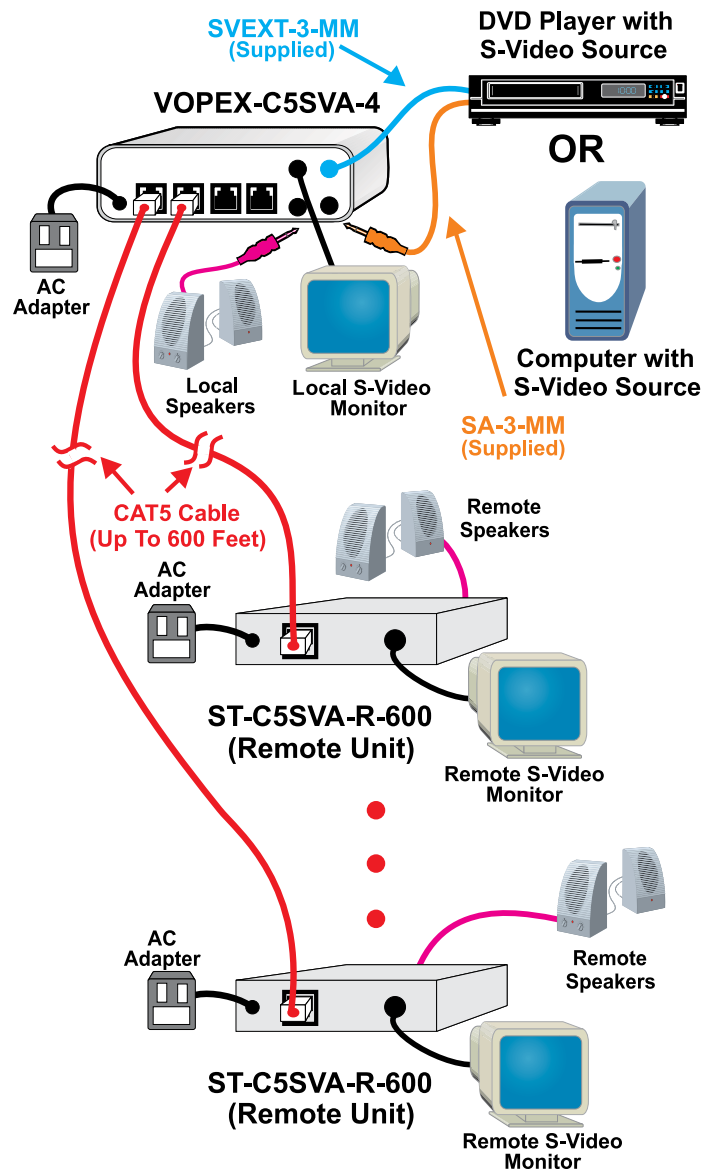 SVEXT-3-MM
(Supplied)
DVD Player with
S-Video Source
VOPEX-C5SVA-4
OR
AC
Adapter
Local
Speakers
Local S-Video
Monitor
Computer with
S-Video Source
SA-3-MM
(Supplied)
CAT5 Cable
(Up To 600 Feet)
Remote
Speakers
AC
Adapter
ST-C5SVA-R-600
(Remote Unit)
Remote S-Video
Monitor
AC
Adapter
Remote
Speakers
ST-C5SVA-R-600
(Remote Unit)
Remote S-Video
Monitor